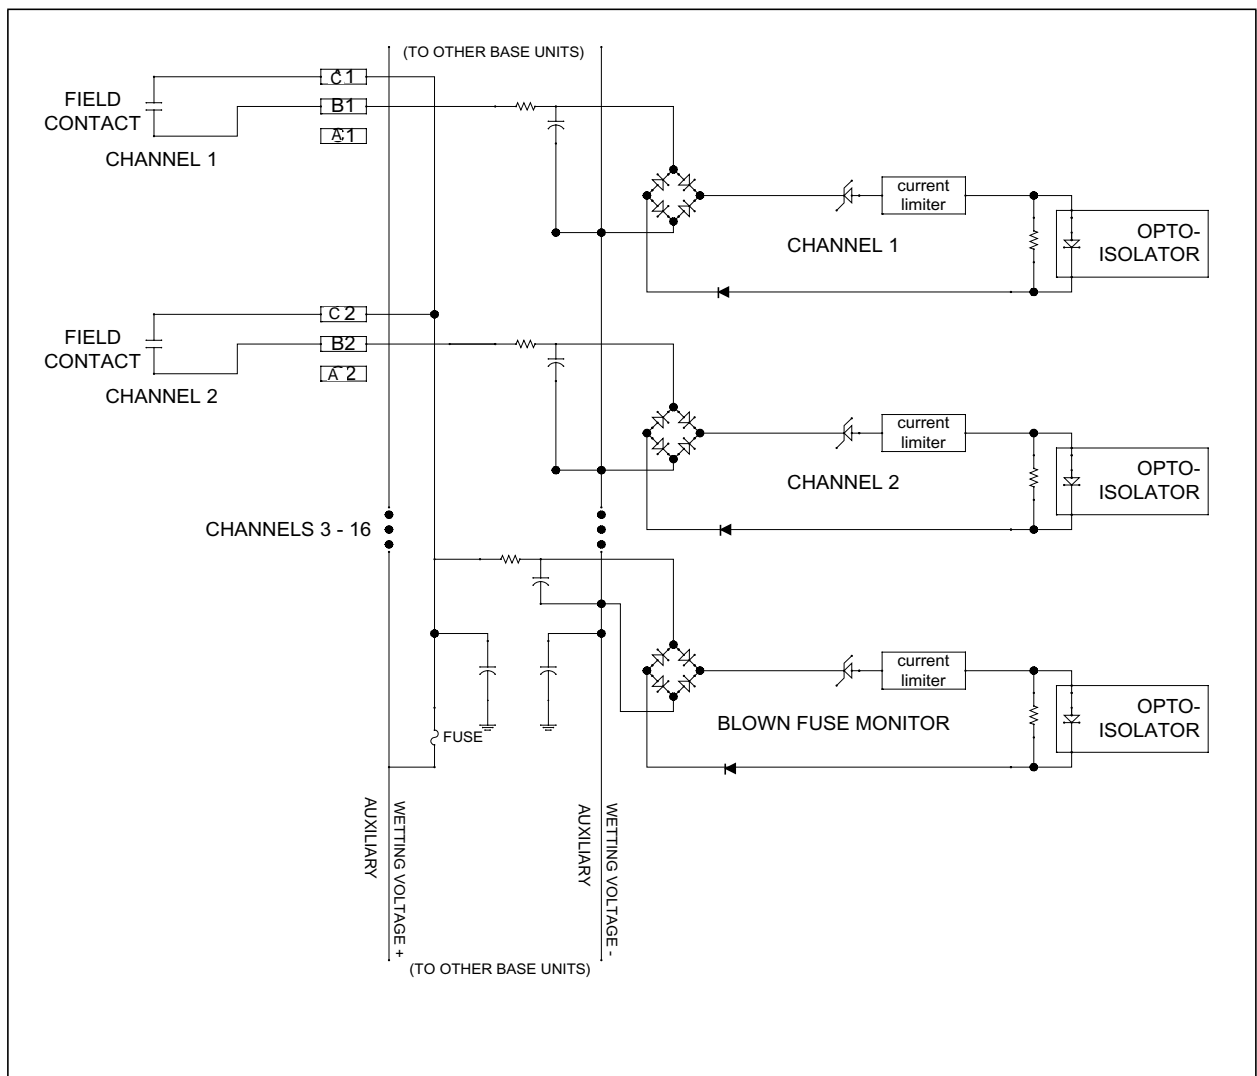 (TO OTHER BASE UNITS)
C1
FIELD
CONTACT
B1
A1
CHANNEL 1
current
limiter
OPTO-
ISOLATOR
CHANNEL 1
C2
FIELD
CONTACT
B2
A2
CHANNEL 2
current
limiter
OPTO-
ISOLATOR
CHANNEL 2
CHANNELS 3 - 16
current
limiter
OPTO-
ISOLATOR
BLOWN FUSE MONITOR
FUSE
WETTING VOLTAGE +
AUXILIARY
WETTING VOLTAGE -
AUXILIARY
(TO OTHER BASE UNITS)